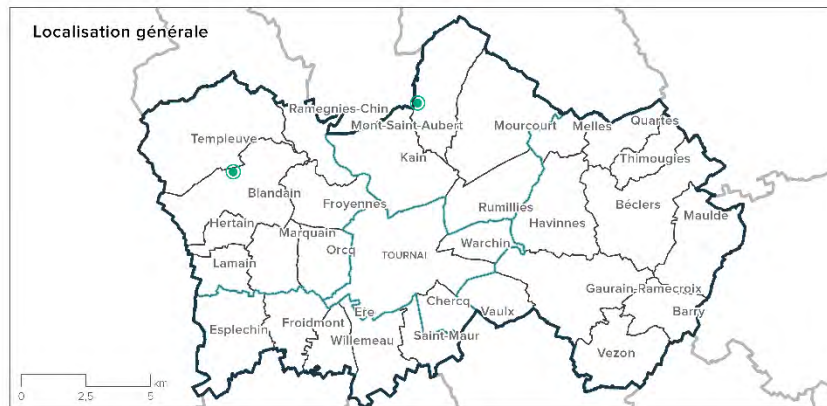 Localisation générale
Ramegnies-Chin
Mont-Saint-Aubert
Mourcourt
Melles
Quartes
Templeuve
Kain
Thimougies
Blandain
Froyennes
Rumillies
Havinnes
Béclers
Maulde
Hertain
Marquain
Orcq
TOURNAI
Warchin
Lamain
Gaurain-Ramecroix
Chercq
Vaulx
Barry
Ere
Esplechin
Froidmont
Willemeau
Saint-Maur
Vezon
0 2,5 5 km